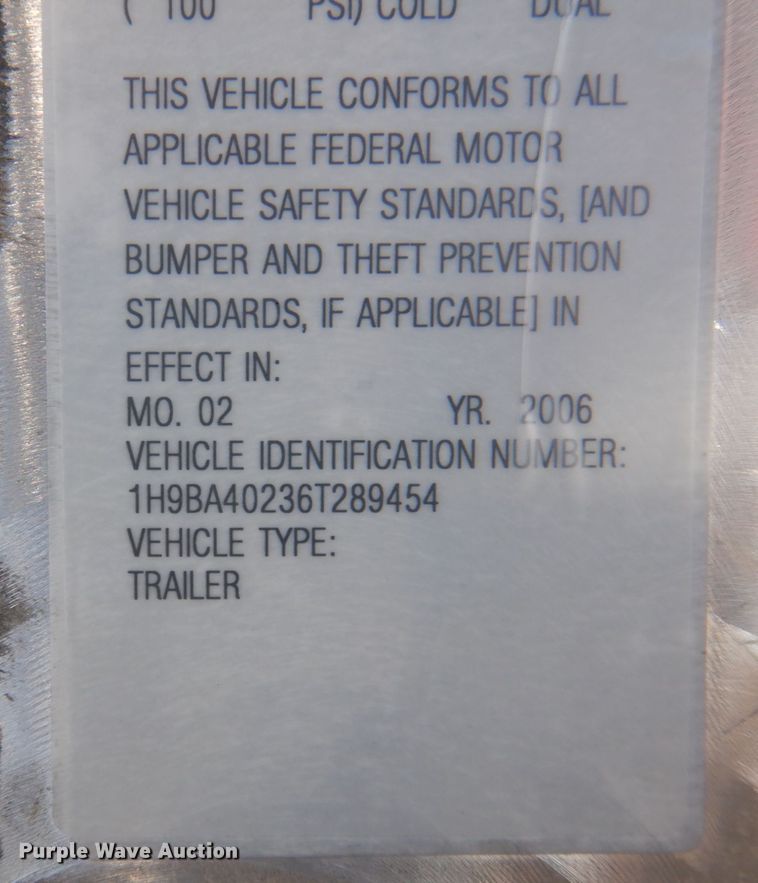 ( 100 PSI) COLD DUAL
THIS VEHICLE CONFORMS TO ALL
APPLICABLE FEDERAL MOTOR
VEHICLE SAFETY STANDARDS, [AND
BUMPER AND THEFT PREVENTION
STANDARDS, IF APPLICABLE] IN
EFFECT IN:
MO. 02 YR. 2006
VEHICLE IDENTIFICATION NUMBER:
1H9BA40236T289454
VEHICLE TYPE:
TRAILER
Purple Wave Auction